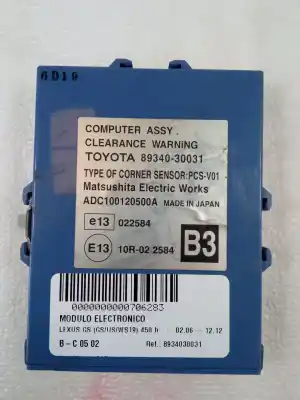 6D19
COMPUTER ASSY.
CLEARANCE WARNING
TOYOTA 89340-30031
TYPE OF CORNER SENSOR:PCS-V01
Matsushita Electric Works
ADC100120500A MADE IN JAPAN
e13 022584
E13 10R-02 2584 B3
0000000000706283
MODULO ELECTRONICO
LEXUS GS (GS/US/WS19) 450 h 02.06 — 12.12
B - C 05 02 Ref.: 8934030031